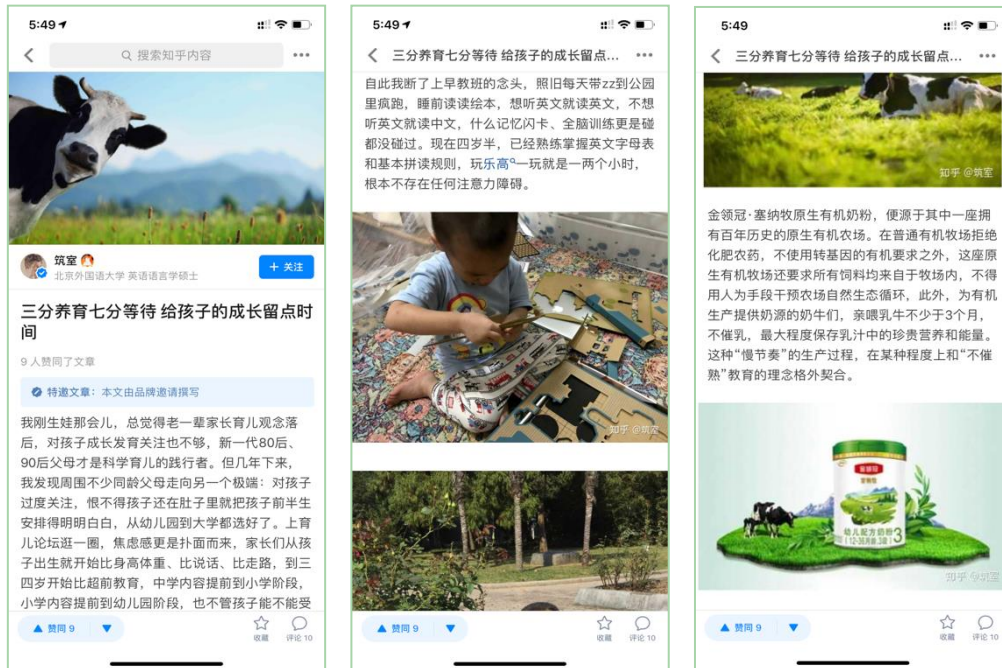 5:49
搜索知乎内容
筑室
北京外国语大学 英语语言学硕士
+ 关注
三分养育七分等待 给孩子的成长留点时
间
9 人赞同了文章
特邀文章：本文由品牌邀请撰写
我刚生娃那会儿，总觉得老一辈家长育儿观念落
后，对孩子成长发育关注也不够，新一代80后、
90后父母才是科学育儿的践行者。但几年下来，
我发现周围不少同龄父母走向另一个极端：对孩子
过度关注，恨不得孩子还在肚子里就把孩子前半生
安排得明明白白，从幼儿园到大学都选好了。上育
儿论坛逛一圈，焦虑感更是扑面而来，家长们从孩
子出生就开始比身高体重、比说话、比走路，到三
四岁开始比超前教育，中学内容提前到小学阶段，
小学内容提前到幼儿园阶段，也不管孩子能不能受
赞同 9
收藏
评论 10
5:49
三分养育七分等待 给孩子的成长留点...
自此我断了上早教班的念头，照旧每天带zz到公园
里疯跑，睡前读读绘本，想听英文就读英文，不想
听英文就读中文，什么记忆闪卡、全脑训练更是碰
都没碰过。现在四岁半，已经熟练掌握英文字母表
和基本拼读规则，玩乐高一玩就是一两个小时，
根本不存在任何注意力障碍。
知乎 @筑室
赞同 9
收藏
评论 10
5:49
三分养育七分等待 给孩子的成长留点...
知乎 @筑室
金领冠·塞纳牧原生有机奶粉，便源于其中一座拥
有百年历史的原生有机农场。在普通有机牧场拒绝
化肥农药，不使用转基因的有机要求之外，这座原
生有机牧场还要求所有饲料均来自于牧场内，不得
用人为手段干预农场自然生态循环，此外，为有机
生产提供奶源的奶牛们，亲喂乳牛不少于3个月，
不催乳，最大程度保存乳汁中的珍贵营养和能量。
这种“慢节奏”的生产过程，在某种程度上和“不催
熟”教育的理念格外契合。
金领冠
塞纳牧
幼儿配方奶粉3
知乎 @筑室
赞同 9
收藏
评论 10